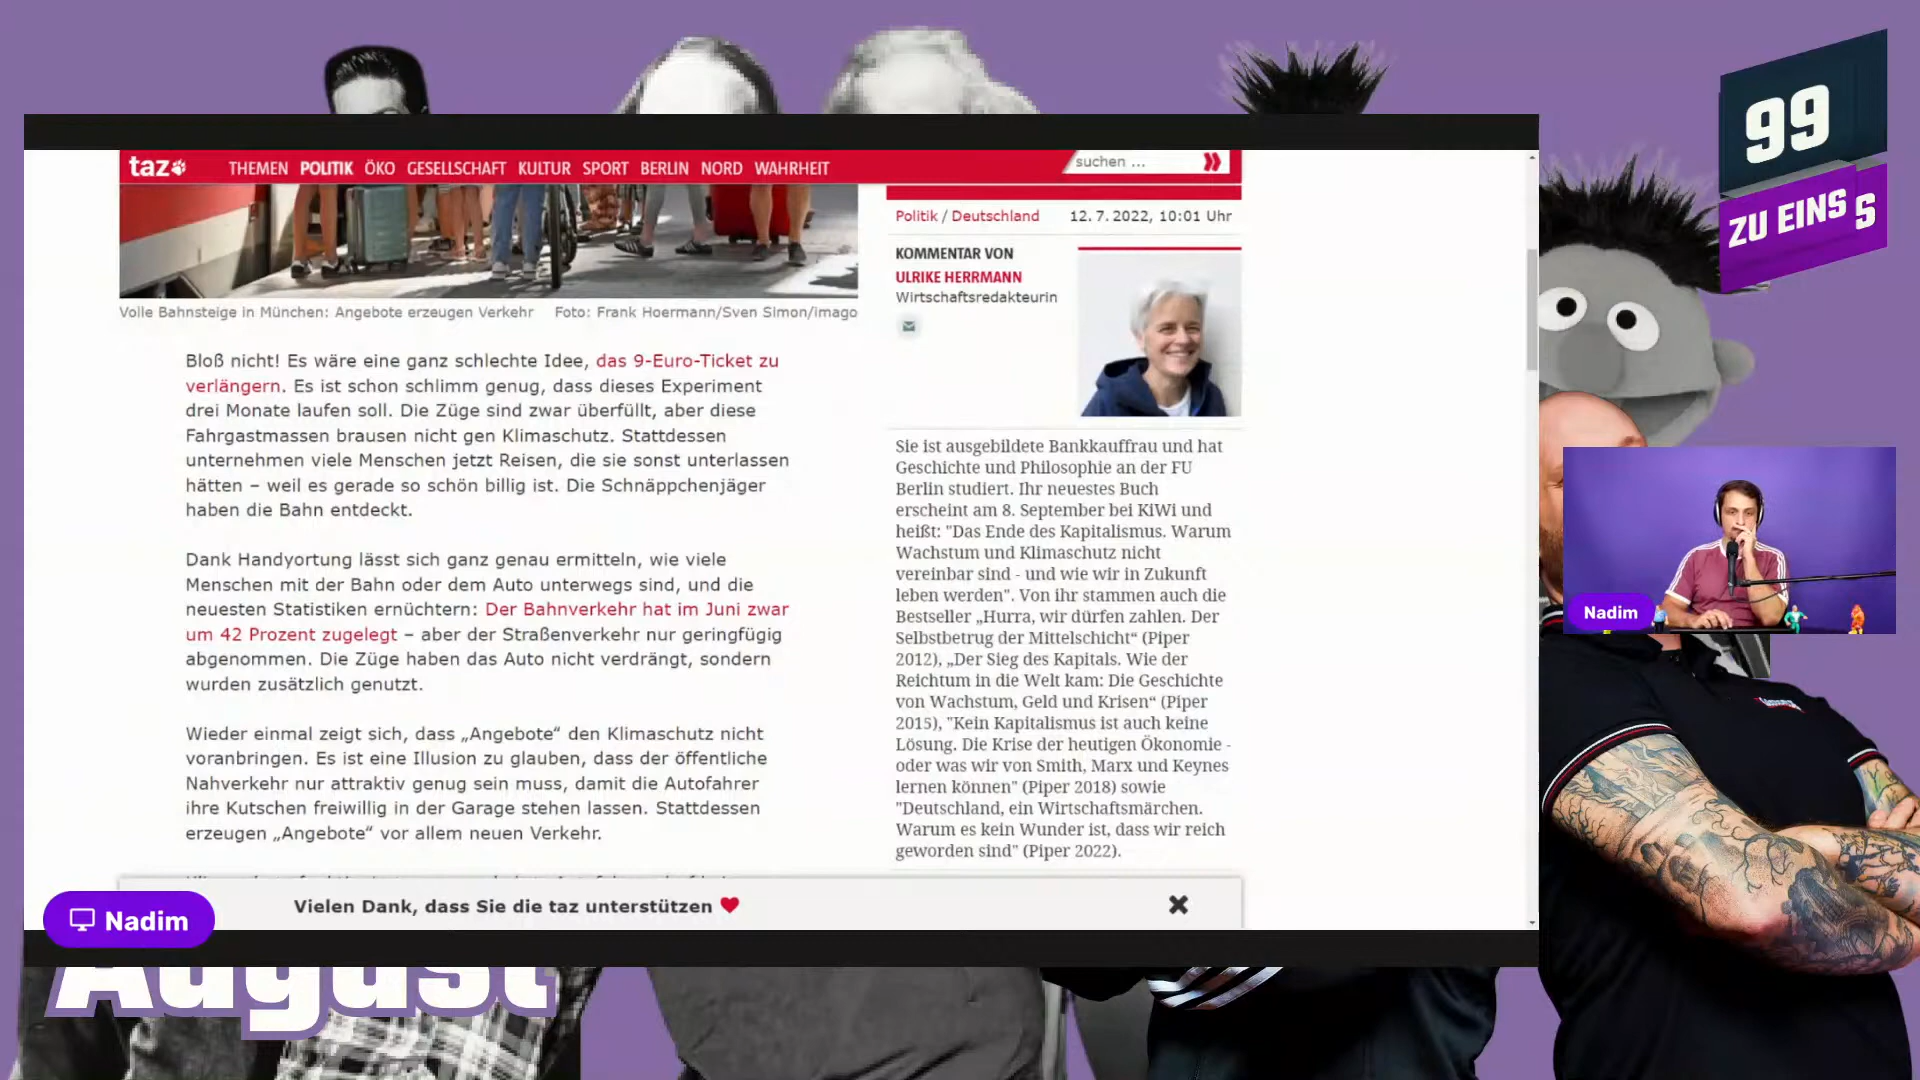 99
ZU EINS
S
taz
THEMEN POLITIK ÖKO GESELLSCHAFT KULTUR SPORT BERLIN NORD WAHRHEIT
suchen ...
Volle Bahnsteige in München: Angebote erzeugen Verkehr Foto: Frank Hoermann/Sven Simon/imago
Bloß nicht! Es wäre eine ganz schlechte Idee, das 9-Euro-Ticket zu
verlängern. Es ist schon schlimm genug, dass dieses Experiment
drei Monate laufen soll. Die Züge sind zwar überfüllt, aber diese
Fahrgastmassen brausen nicht gen Klimaschutz. Stattdessen
unternehmen viele Menschen jetzt Reisen, die sie sonst unterlassen
hätten – weil es gerade so schön billig ist. Die Schnäppchenjäger
haben die Bahn entdeckt.
Dank Handyortung lässt sich ganz genau ermitteln, wie viele
Menschen mit der Bahn oder dem Auto unterwegs sind, und die
neuesten Statistiken ernüchtern: Der Bahnverkehr hat im Juni zwar
um 42 Prozent zugelegt – aber der Straßenverkehr nur geringfügig
abgenommen. Die Züge haben das Auto nicht verdrängt, sondern
wurden zusätzlich genutzt.
Wieder einmal zeigt sich, dass „Angebote“ den Klimaschutz nicht
voranbringen. Es ist eine Illusion zu glauben, dass der öffentliche
Nahverkehr nur attraktiv genug sein muss, damit die Autofahrer
ihre Kutschen freiwillig in der Garage stehen lassen. Stattdessen
erzeugen „Angebote“ vor allem neuen Verkehr.
Politik / Deutschland 12. 7. 2022, 10:01 Uhr
KOMMENTAR VON
ULRIKE HERRMANN
Wirtschaftsredakteurin
Sie ist ausgebildete Bankkauffrau und hat
Geschichte und Philosophie an der FU
Berlin studiert. Ihr neuestes Buch
erscheint am 8. September bei KiWi und
heißt: "Das Ende des Kapitalismus. Warum
Wachstum und Klimaschutz nicht
vereinbar sind - und wie wir in Zukunft
leben werden". Von ihr stammen auch die
Bestseller „Hurra, wir dürfen zahlen. Der
Selbstbetrug der Mittelschicht“ (Piper
2012), „Der Sieg des Kapitals. Wie der
Reichtum in die Welt kam: Die Geschichte
von Wachstum, Geld und Krisen“ (Piper
2015), "Kein Kapitalismus ist auch keine
Lösung. Die Krise der heutigen Ökonomie -
oder was wir von Smith, Marx und Keynes
lernen können" (Piper 2018) sowie
"Deutschland, ein Wirtschaftsmärchen.
Warum es kein Wunder ist, dass wir reich
geworden sind" (Piper 2022).
Vielen Dank, dass Sie die taz unterstützen
Nadim
Nadim
August